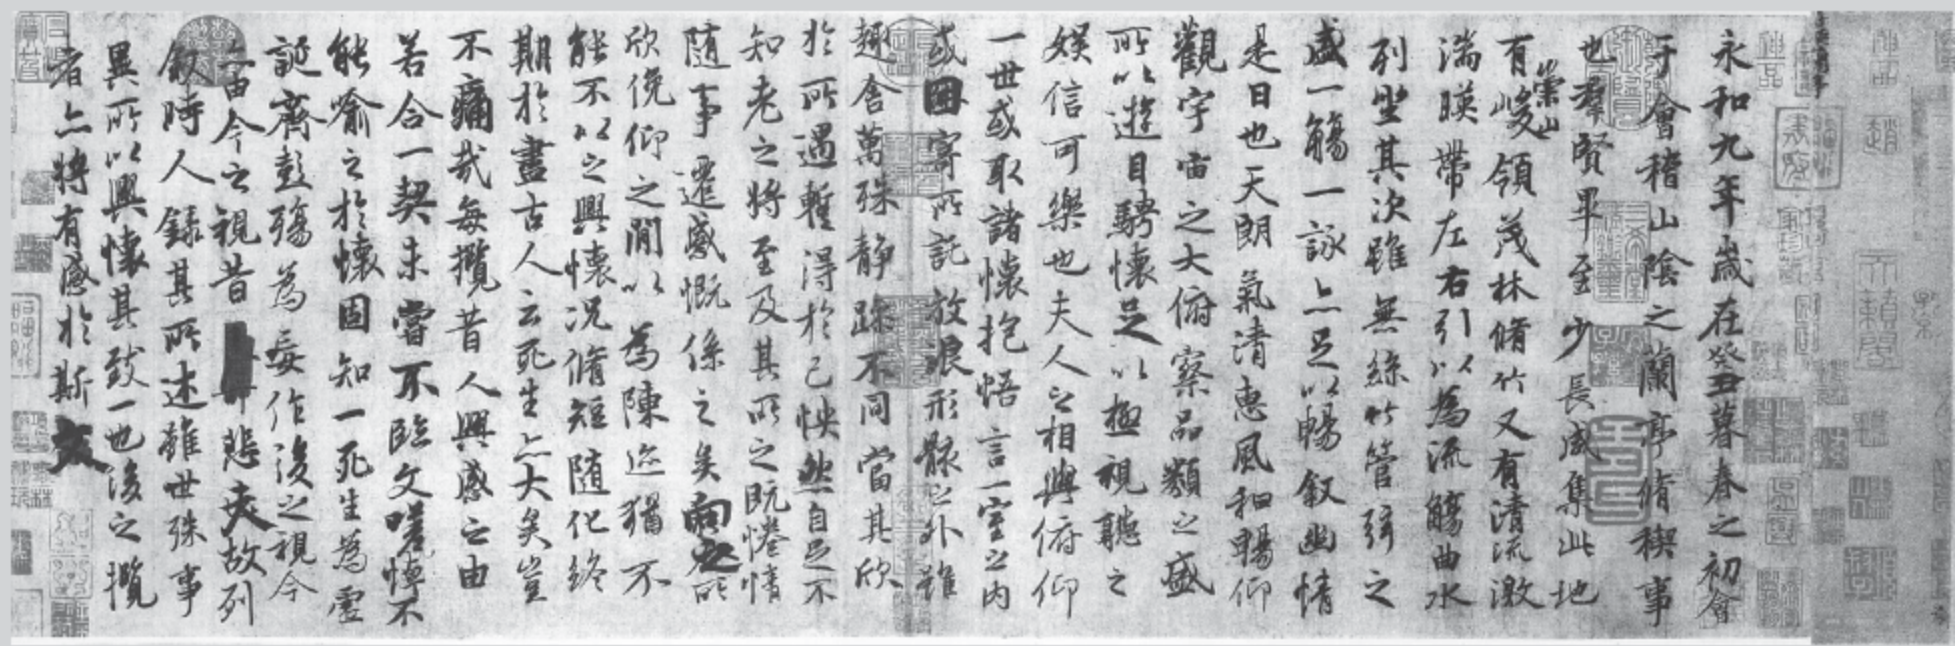 永和九年歲在癸丑暮春之初會
于會稽山陰之蘭亭脩稧事
也羣賢畢至少長咸集此地
有崇山峻領茂林脩竹又有清流激
湍暎帶左右引以為流觴曲水
列坐其次雖無絲竹管弦之
盛一觴一詠亦足以暢叙幽情
是日也天朗氣清惠風和暢仰
觀宇宙之大俯察品類之盛
所以遊目騁懷足以極視聽之
娛信可樂也夫人之相與俯仰
一世或取諸懷抱悟言一室之內
或因寄所託放浪形骸之外雖
趣舍萬殊靜躁不同當其欣
於所遇暫得於己怏然自足不
知老之將至及其所之既惓情
隨事遷感慨係之矣向之所
欣俛仰之間以為陳迹猶不
能不以之興懷況脩短隨化終
期於盡古人云死生亦大矣豈
不痛哉每攬昔人興感之由
若合一契未嘗不臨文嗟悼不
能喻之於懷固知一死生為虛
誕齊彭殤為妄作後之視今
亦由今之視昔悲夫故列
叙時人錄其所述雖世殊事
異所以興懷其致一也後之攬
者亦將有感於斯文